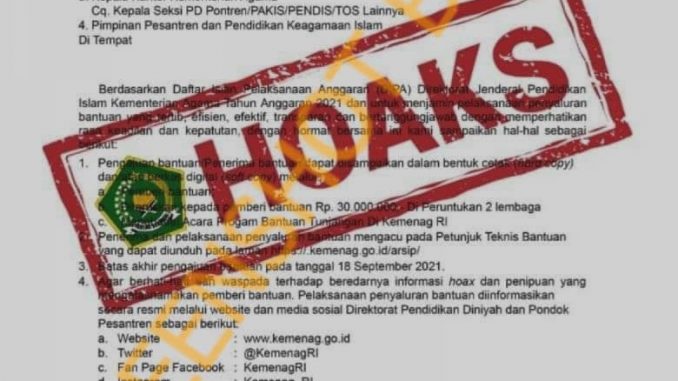 Cq. Kepala Seksi PD Pontren/PAKIS/PENDIS/TOS Lainnya
4. Pimpinan Pesantren dan Pendidikan Keagamaan Islam
Di Tempat
Berdasarkan Daftar Isian Pelaksanaan Anggaran (DIPA) Direktorat Jenderal Pendidikan
Islam Kementerian Agama Tahun Anggaran 2021 dan untuk menjamin pelaksanaan penyaluran
bantuan yang tertib, efisien, efektif, transparan dan bertanggungjawab dengan memperhatikan
rasa keadilan dan kepatutan, dengan hormat bersama ini kami sampaikan hal-hal sebagai
berikut:
1. Pengajuan bantuan/Penerima bantuan dapat disampaikan dalam bentuk cetak (hard copy)
dan berkas digital (soft copy) melalui
a. bantuan;
kepada pemberi bantuan Rp. 30.000.000,- Di Peruntukan 2 lembaga
c. Acara Progam Bantuan Tunjangan Di Kemenag RI
2. Penerima dan pelaksanaan penyaluran bantuan mengacu pada Petunjuk Teknis Bantuan
yang dapat diunduh pada laman https://.kemenag.go.id/arsip/
3. Batas akhir pengajuan bantuan pada tanggal 18 September 2021.
4. Agar berhati-hati dan waspada terhadap beredarnya informasi hoax dan penipuan yang
mengatasnamakan pemberi bantuan. Pelaksanaan penyaluran bantuan diinformasikan
secara resmi melalui website dan media sosial Direktorat Pendidikan Diniyah dan Pondok
Pesantren sebagai berikut:
a. Website : www.kemenag.go.id
b. Twitter : @KemenagRI
c. Fan Page Facebook : KemenagRI
HOAKS